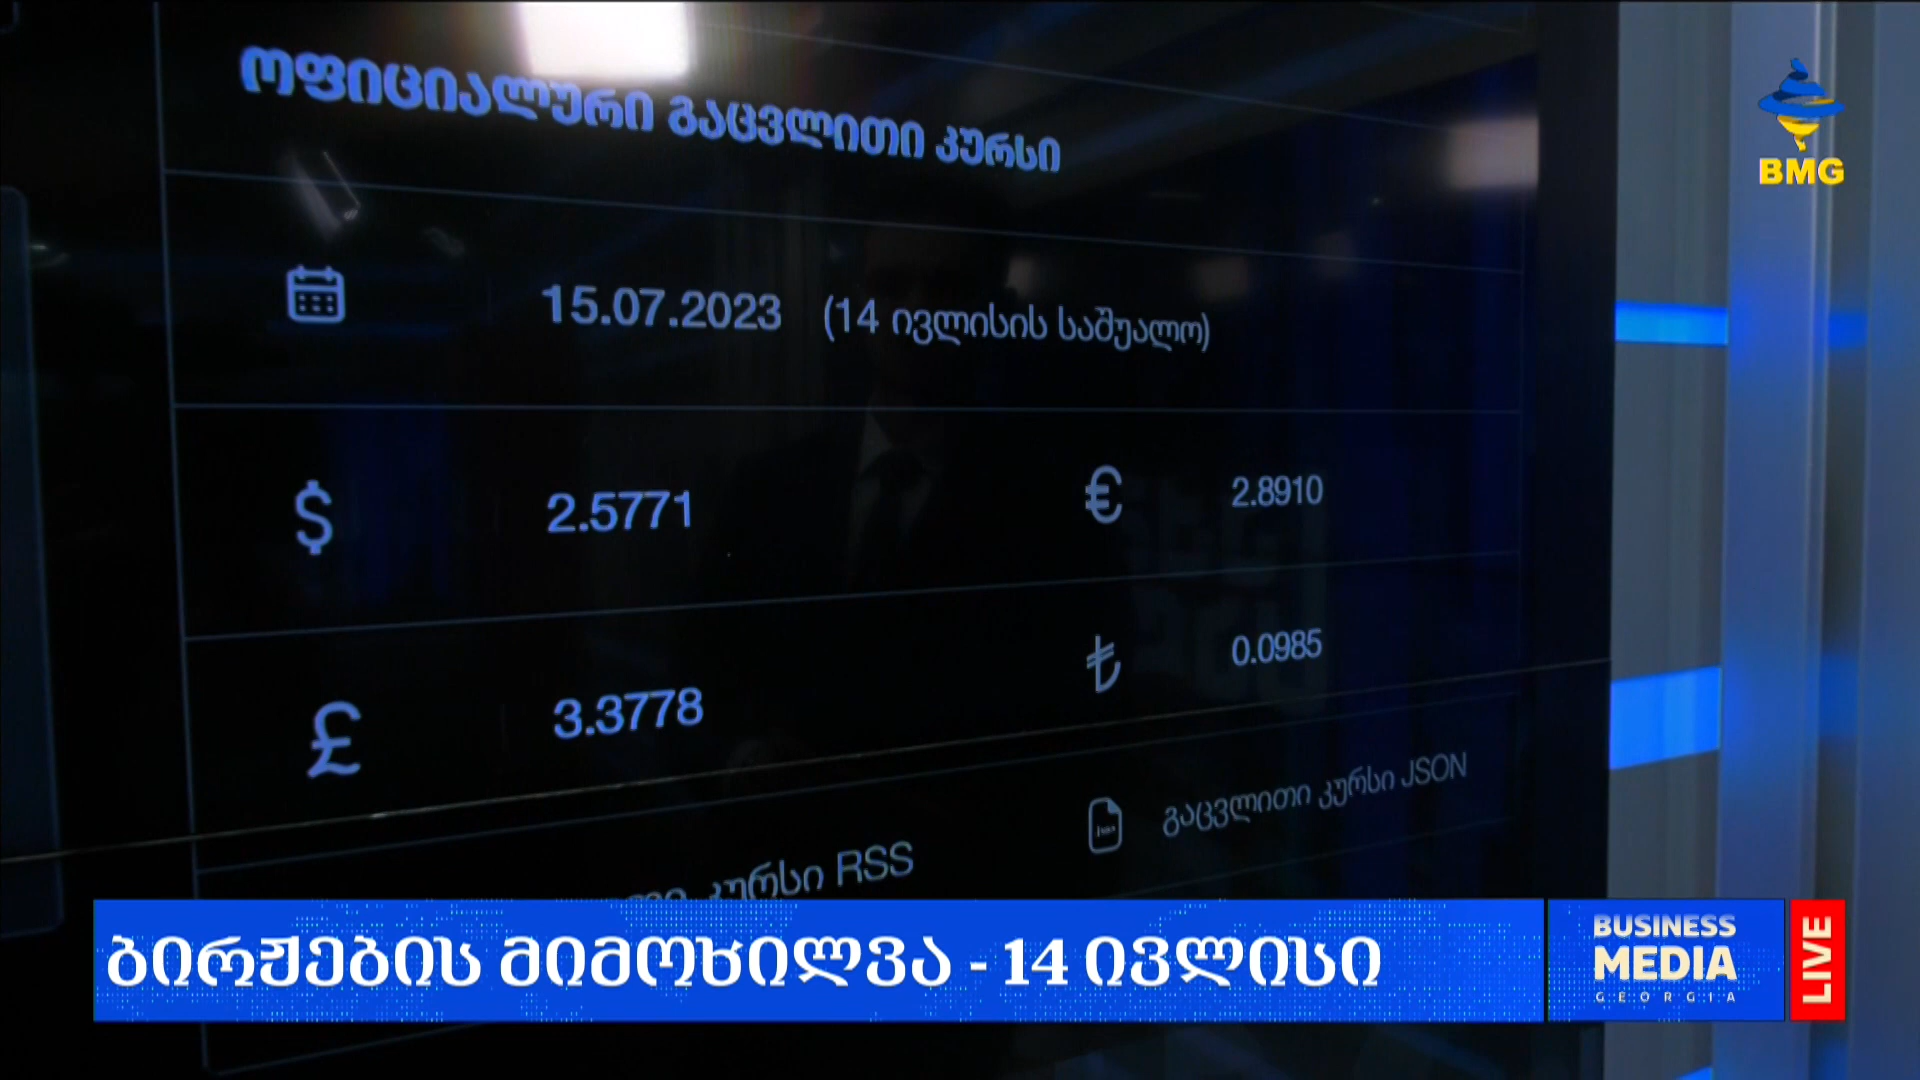 ოფიციალური გაცვლითი კურსი
BMG
15.07.2023 (14 ივლისის საშუალო)
$ 2.5771 € 2.8910
£ 3.3778 ₺ 0.0985
კურსი RSS
გაცვლითი კურსი JSON
ბირჟების მიმოხილვა - 14 ივლისი
BUSINESS
MEDIA
GEORGIA
LIVE